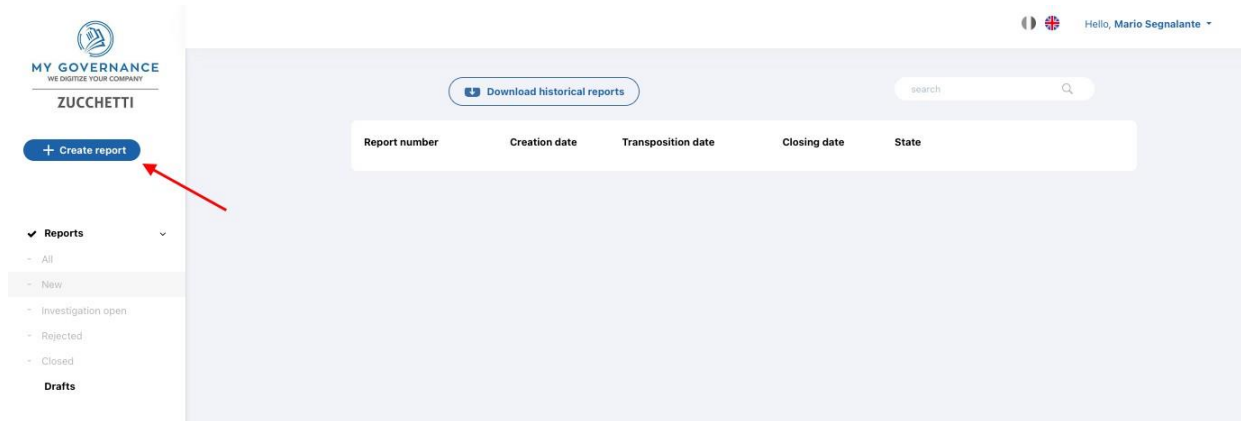 Hello, Mario Segnalante
MY GOVERNANCE
WE DIGITIZE YOUR COMPANY
ZUCCHETTI
Download historical reports
search
+ Create report
Report number Creation date Transposition date Closing date State
Reports
- All
- New
- Investigation open
- Rejected
- Closed
Drafts